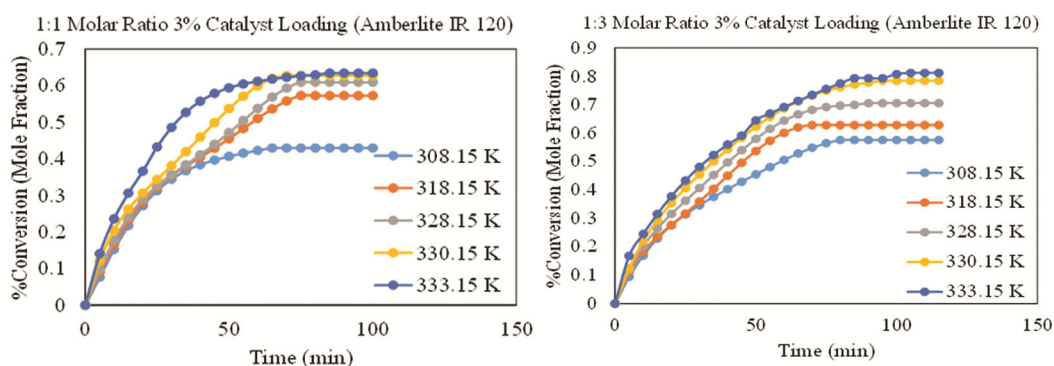 1:1 Molar Ratio 3% Catalyst Loading (Amberlite IR 120)
0.7
0.6
0.5
0.4
0.3
0.2
0.1
0
%Conversion (Mole Fraction)
308.15 K
318.15 K
328.15 K
330.15 K
333.15 K
0 50 100 150
Time (min)
1:3 Molar Ratio 3% Catalyst Loading (Amberlite IR 120)
0.9
0.8
0.7
0.6
0.5
0.4
0.3
0.2
0.1
0
%Conversion (Mole Fraction)
308.15 K
318.15 K
328.15 K
330.15 K
333.15 K
0 50 100 150
Time (min)